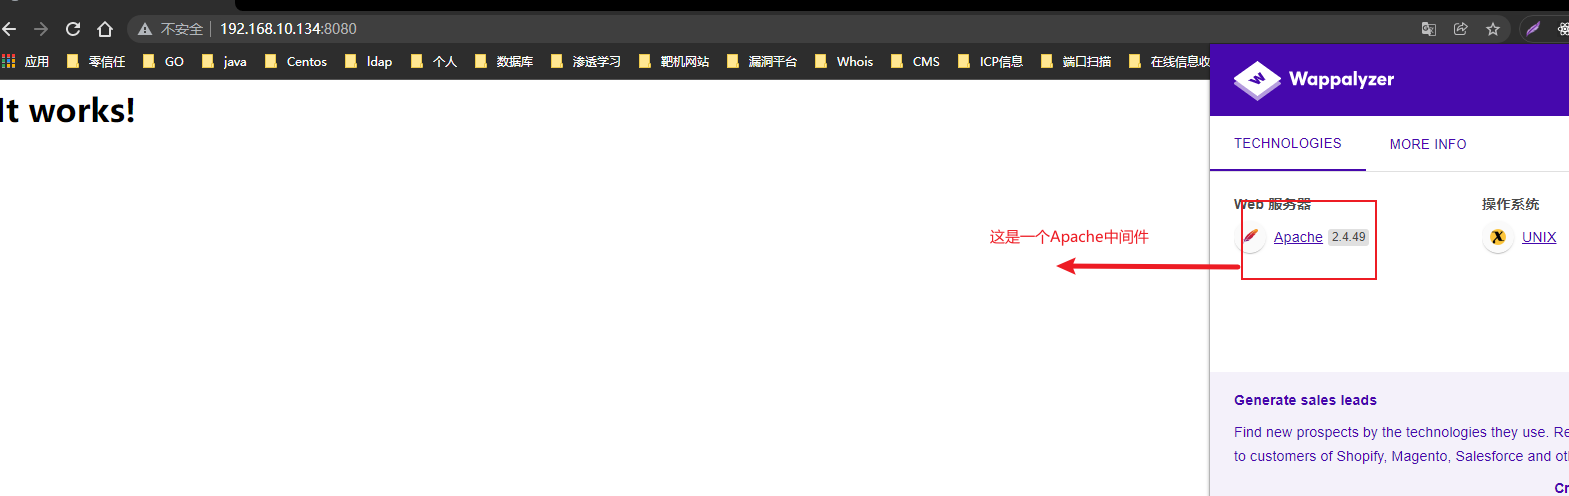 不安全 192.168.10.134:8080
应用 零信任 GO java Centos ldap 个人 数据库 渗透学习 靶机网站 漏洞平台 Whois CMS ICP信息 端口扫描 在线信息收
It works!
Wappalyzer
TECHNOLOGIES MORE INFO
Web 服务器 操作系统
Apache 2.4.49 UNIX
这是一个Apache中间件
Generate sales leads
Find new prospects by the technologies they use. Re
to customers of Shopify, Magento, Salesforce and ot
Cr